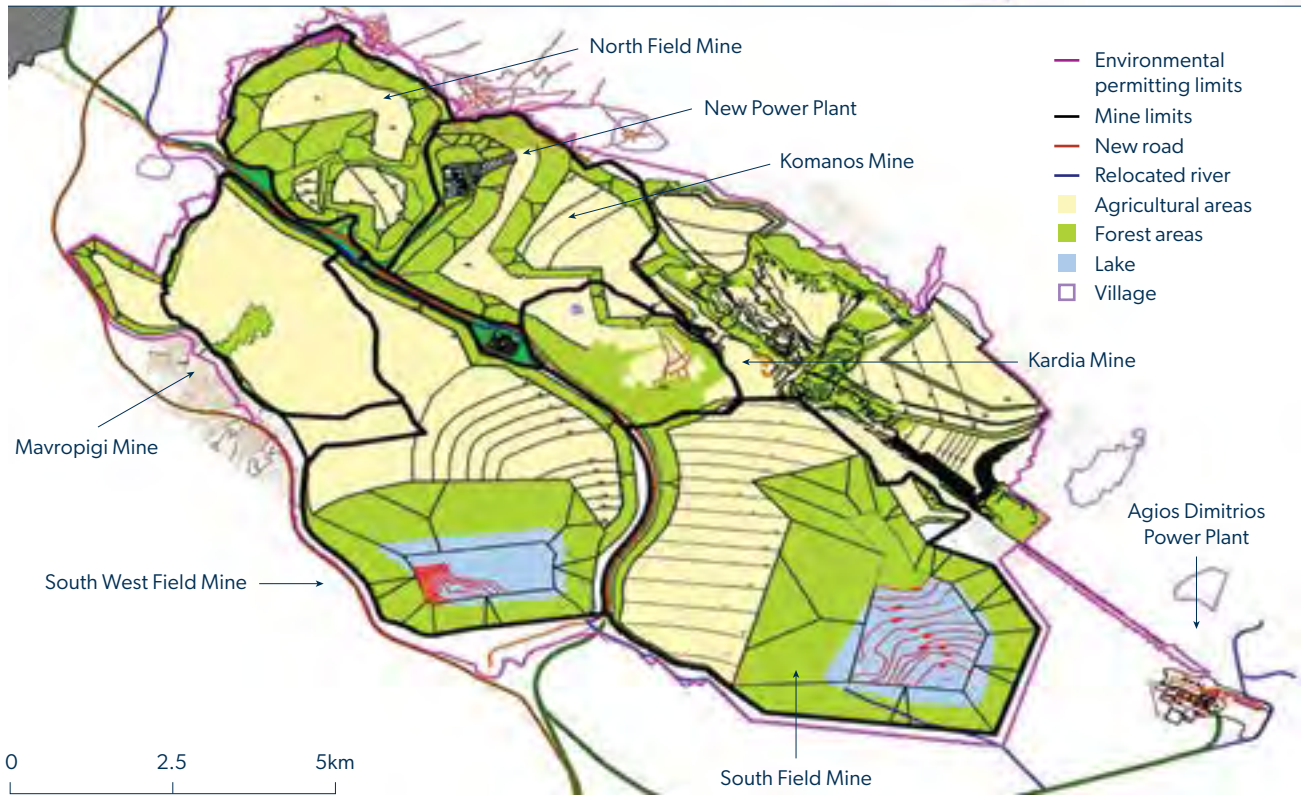 North Field Mine
New Power Plant
Komanos Mine
Kardia Mine
Mavropigi Mine
South West Field Mine
Agios Dimitrios
Power Plant
South Field Mine
Environmental
permitting limits
Mine limits
New road
Relocated river
Agricultural areas
Forest areas
Lake
Village
0 2.5 5km